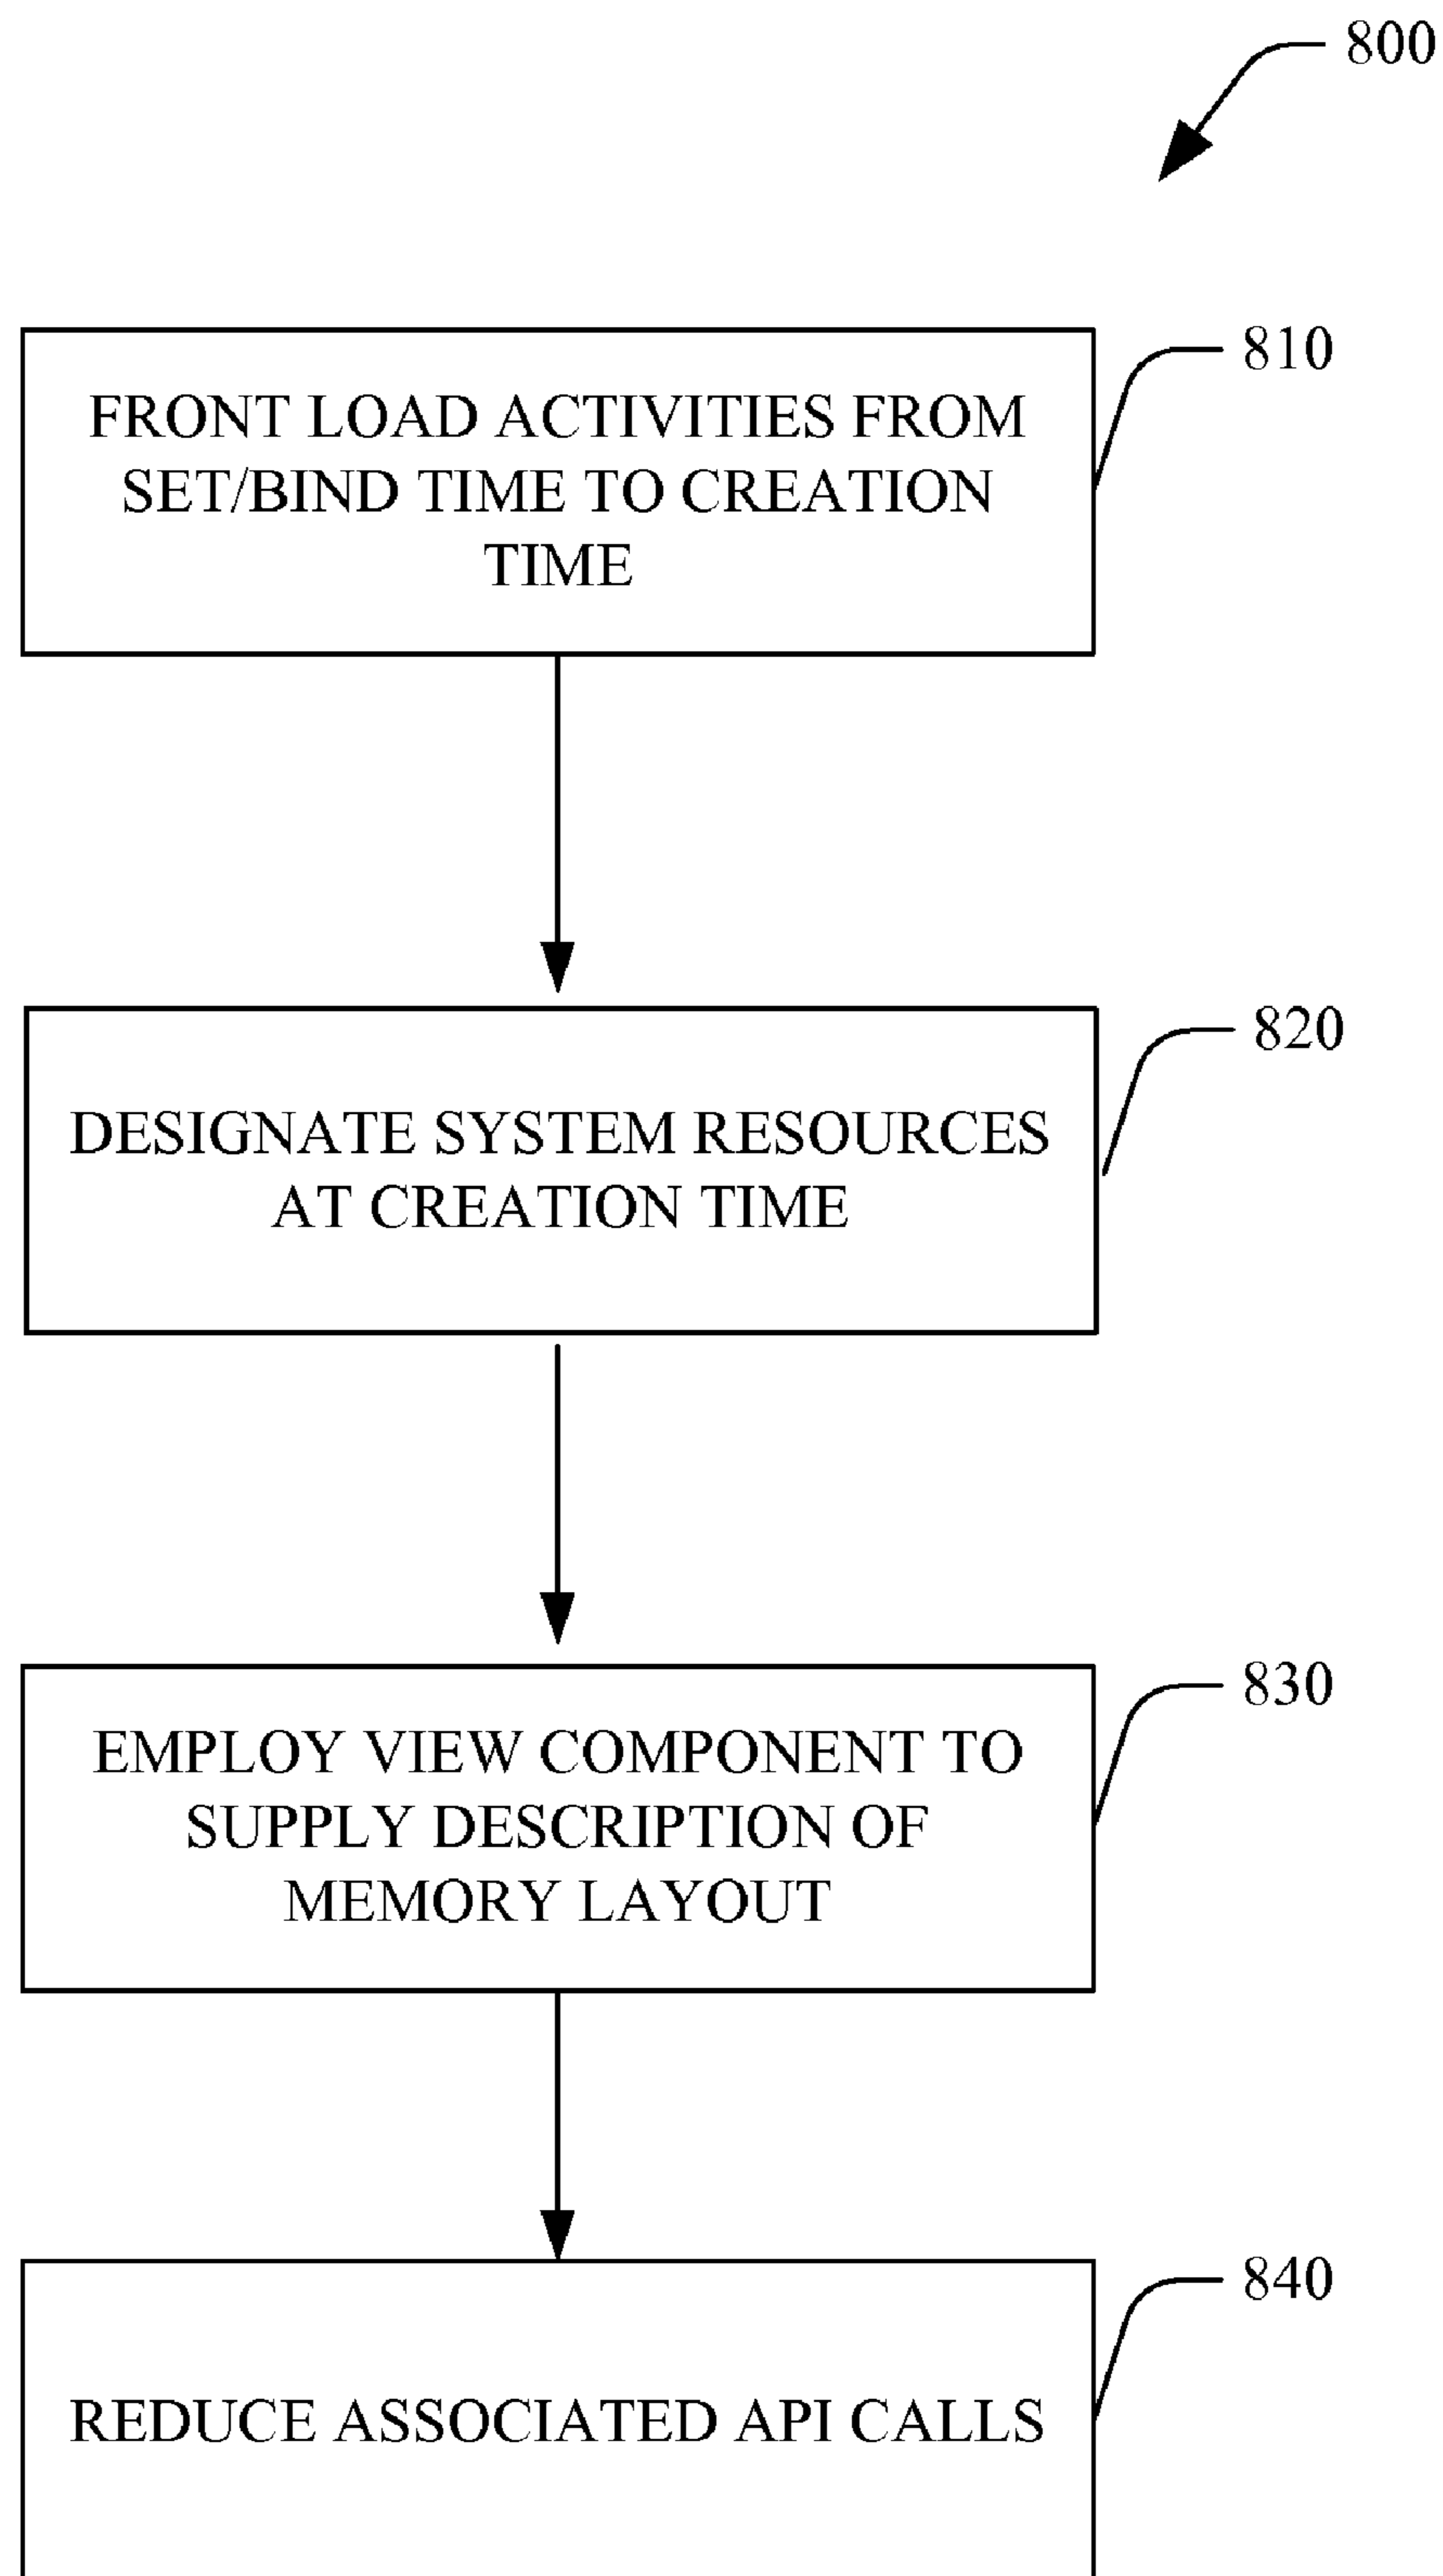 800
FRONT LOAD ACTIVITIES FROM
SET/BIND TIME TO CREATION
TIME
810
DESIGNATE SYSTEM RESOURCES
AT CREATION TIME
820
EMPLOY VIEW COMPONENT TO
SUPPLY DESCRIPTION OF
MEMORY LAYOUT
830
REDUCE ASSOCIATED API CALLS
840